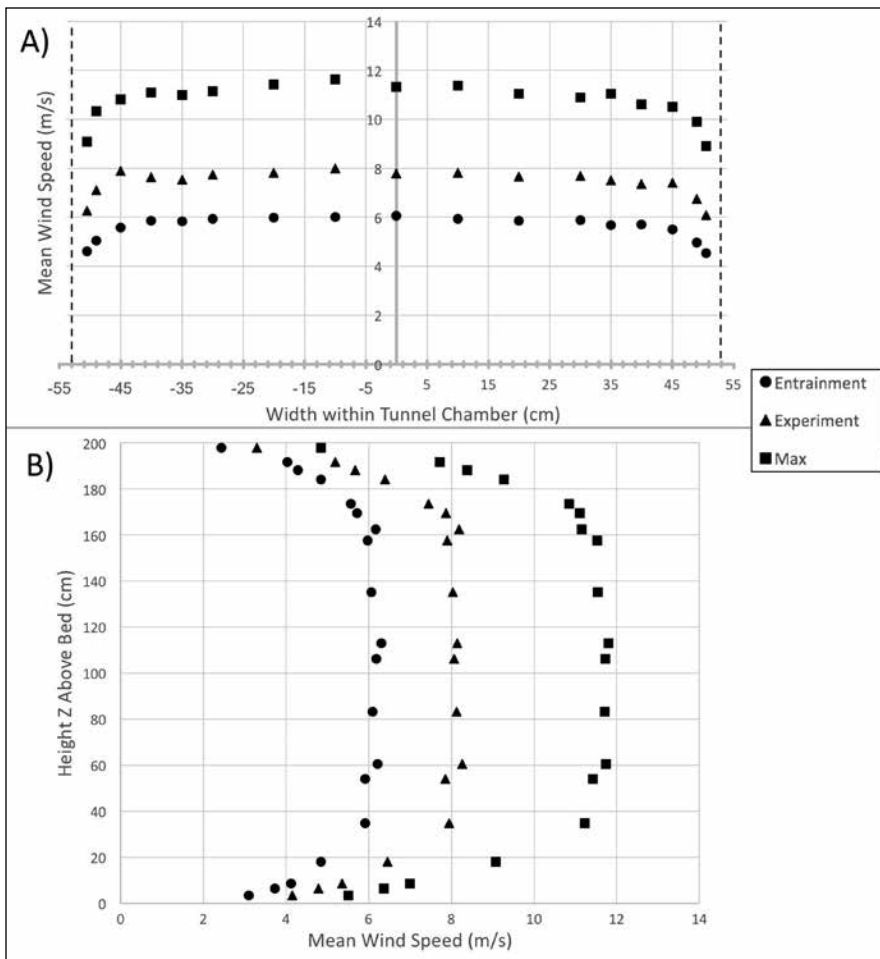 A)
Mean Wind Speed (m/s)
14
12
10
8
6
4
2
0
-55 -45 -35 -25 -15 -5 5 15 25 35 45 55
Width within Tunnel Chamber (cm)
Entrainment
Experiment
Max
B)
Height Z Above Bed (cm)
200
180
160
140
120
100
80
60
40
20
0
0 2 4 6 8 10 12 14
Mean Wind Speed (m/s)